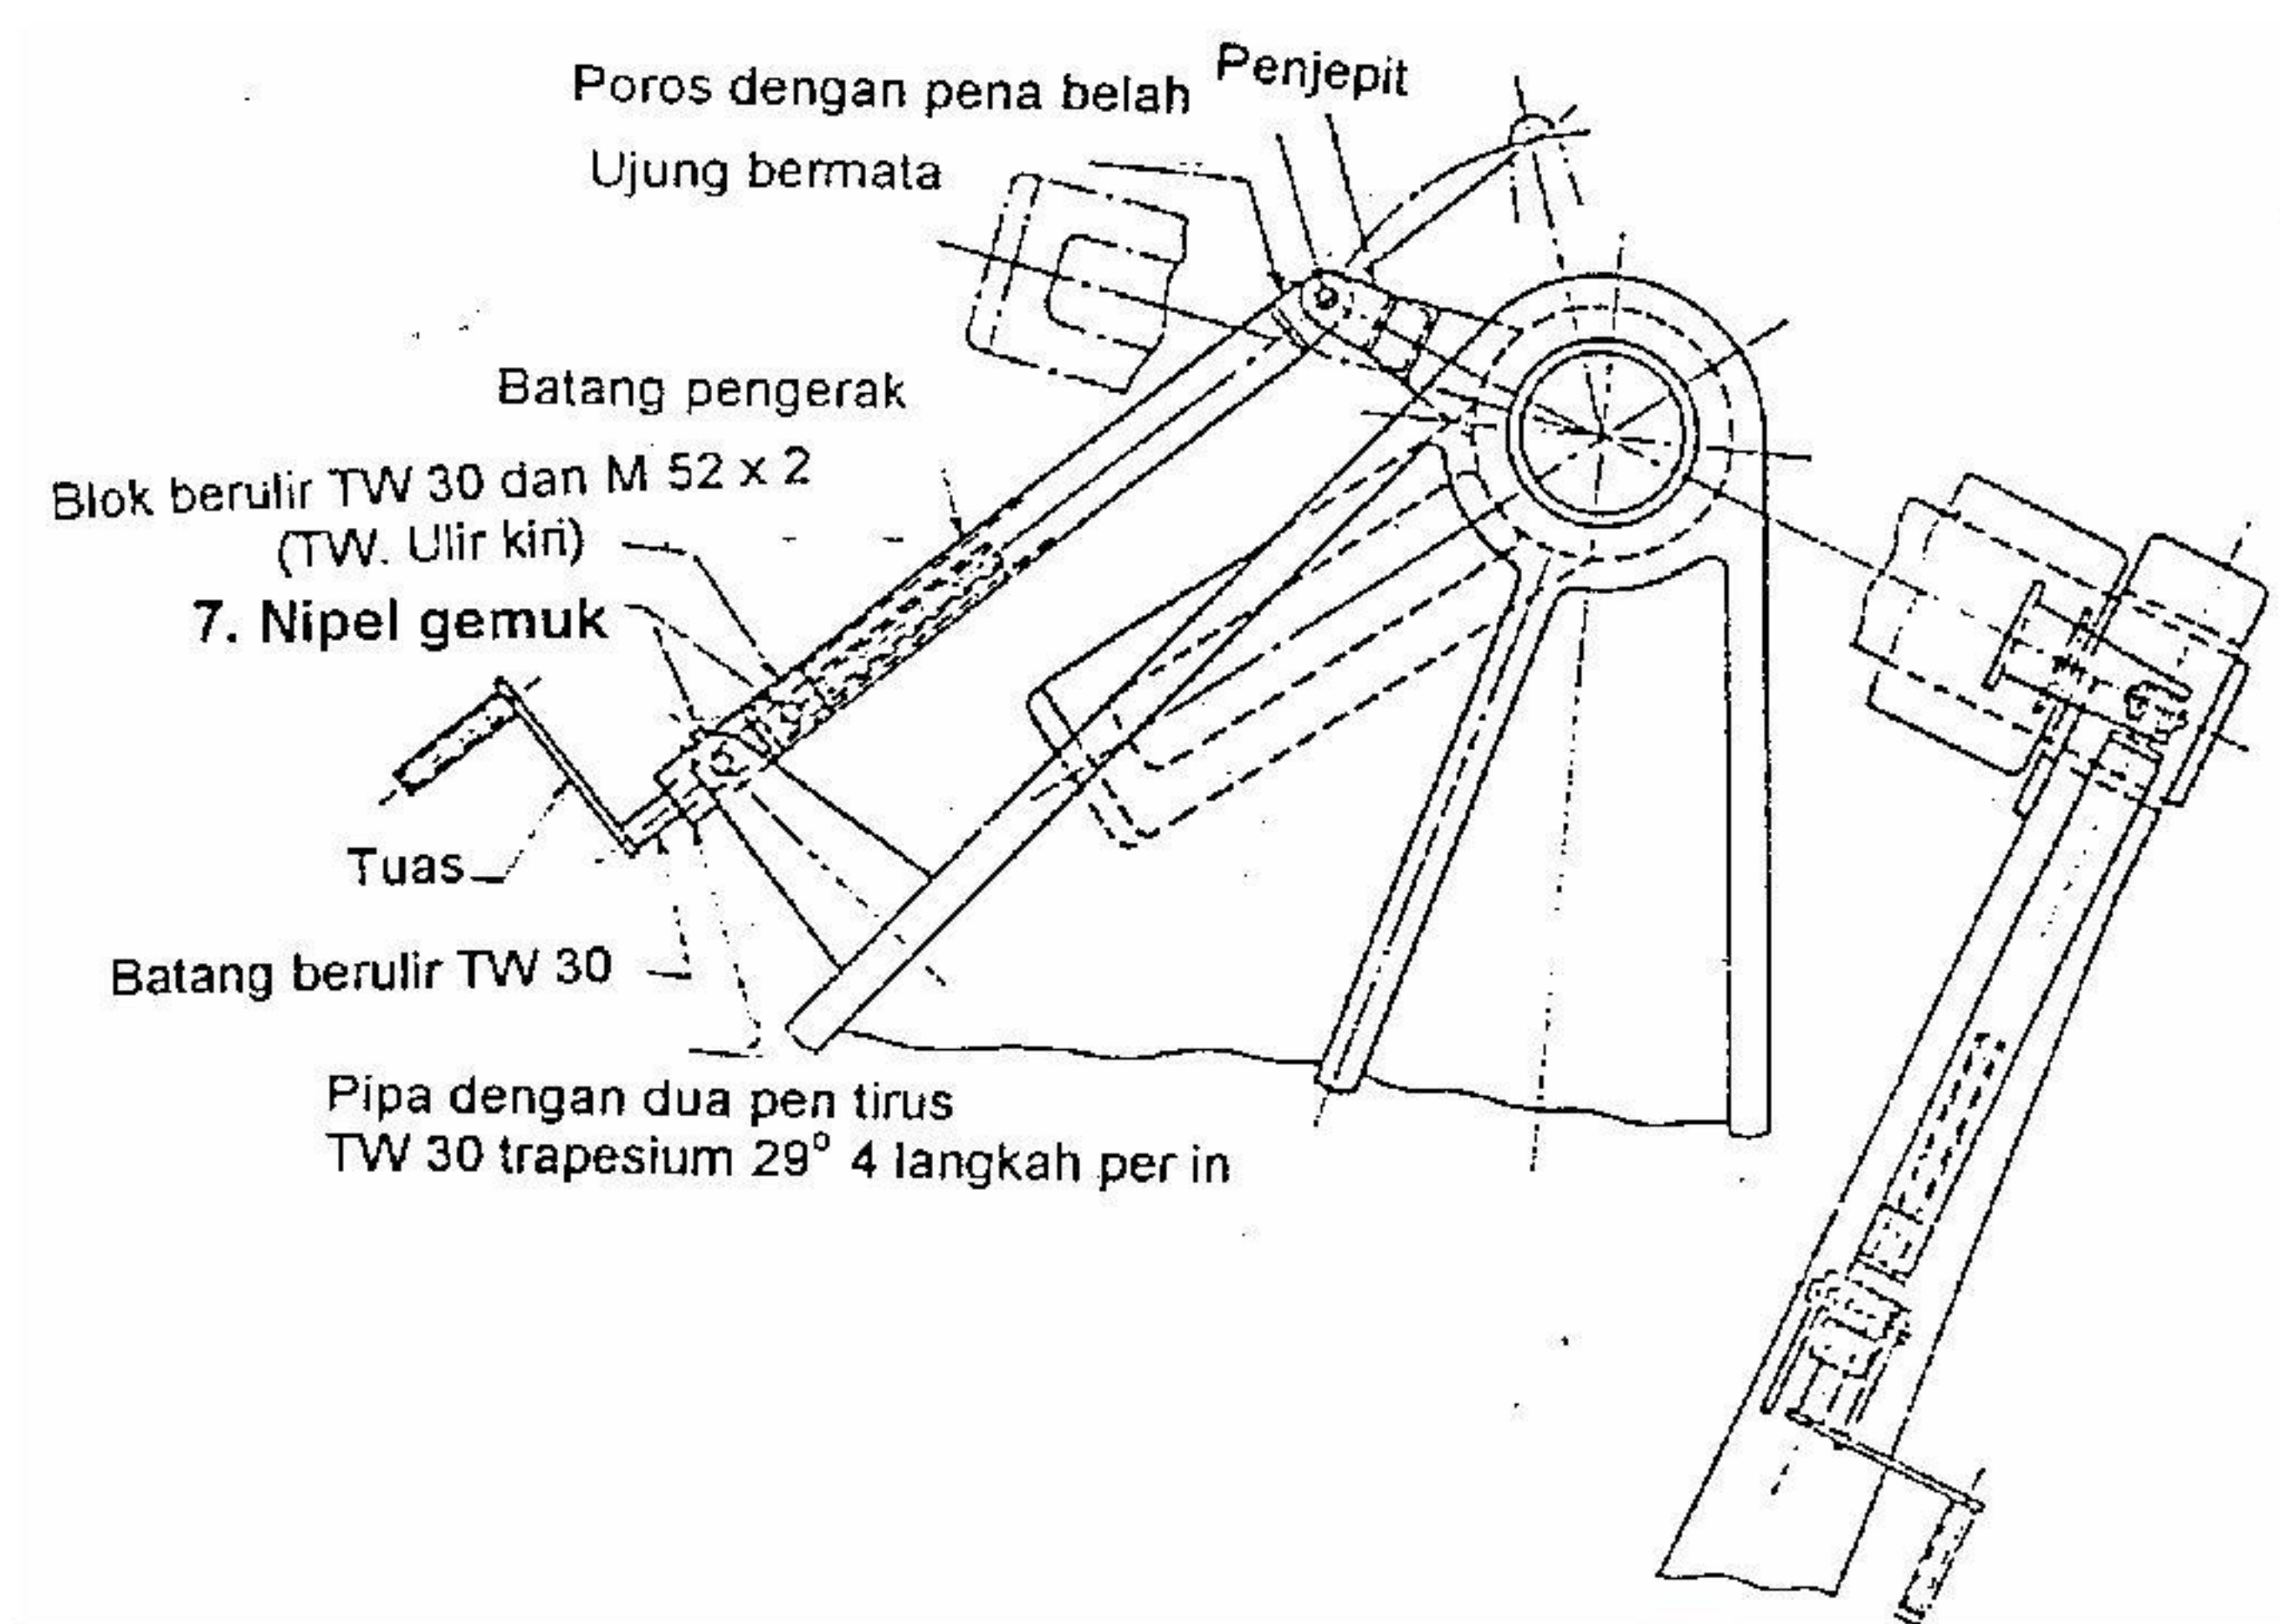 Poros dengan pena belah
Penjepit
Ujung bermata
Batang pengerak
Blok berulir TW 30 dan M 52 x 2
(TW. Ulir kiri)
7. Nipel gemuk
Tuas
Batang berulir TW 30
Pipa dengan dua pen tirus
TW 30 trapesium 29° 4 langkah per in